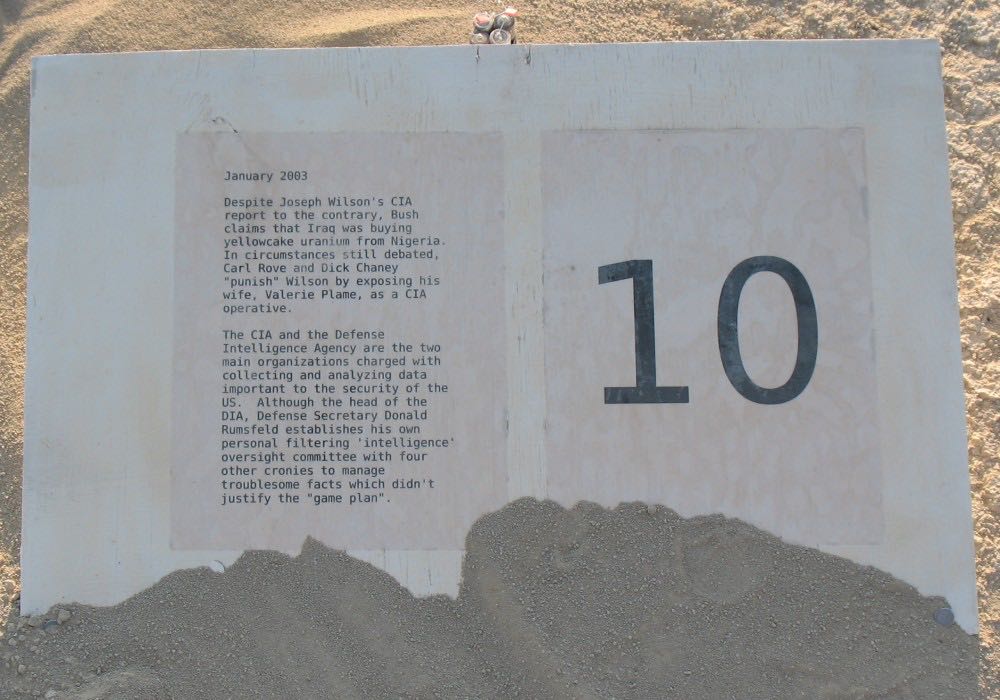 January 2003
Despite Joseph Wilson's CIA
report to the contrary, Bush
claims that Iraq was buying
yellowcake uranium from Nigeria.
In circumstances still debated,
Carl Rove and Dick Chaney
"punish" Wilson by exposing his
wife, Valerie Plame, as a CIA
operative.
The CIA and the Defense
Intelligence Agency are the two
main organizations charged with
collecting and analyzing data
important to the security of the
US.  Although the head of the
DIA, Defense Secretary Donald
Rumsfeld establishes his own
personal filtering 'intelligence'
oversight committee with four
other cronies to manage
troublesome facts which didn't
justify the "game plan".
10